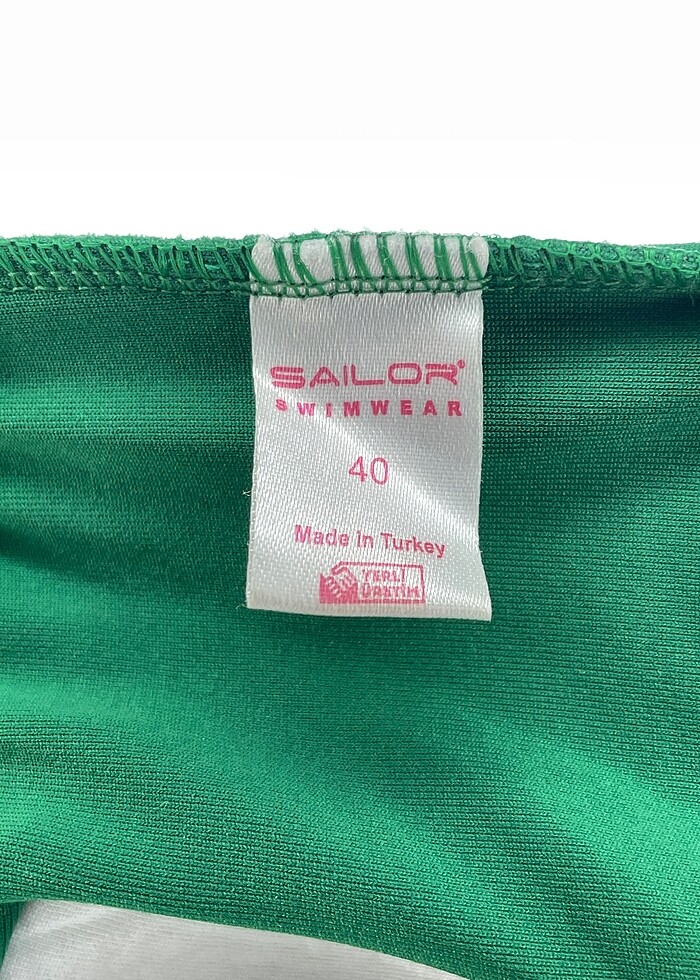 SAILOR®
SWIMWEAR
40
Made in Turkey
YERLİ
ÜRETİM